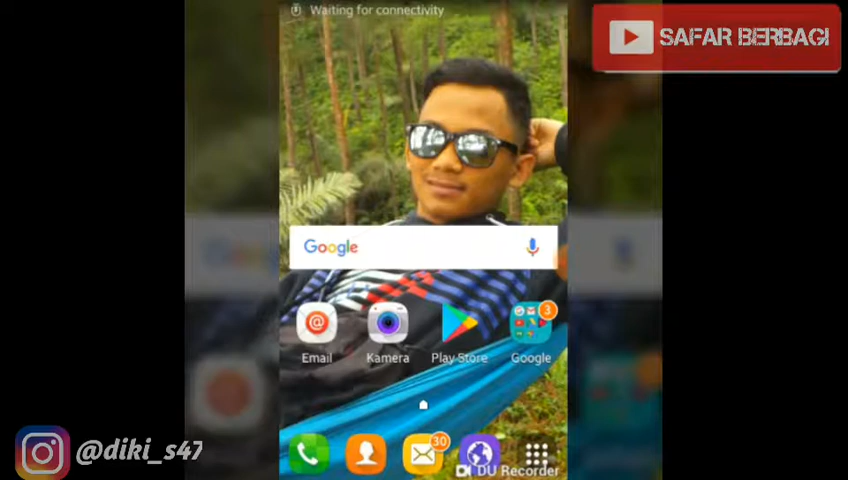 Waiting for connectivity
SAFAR BERBAGI
Google
3
Email
Kamera
Play Store
Google
30
DU Recorder
@diki_s47